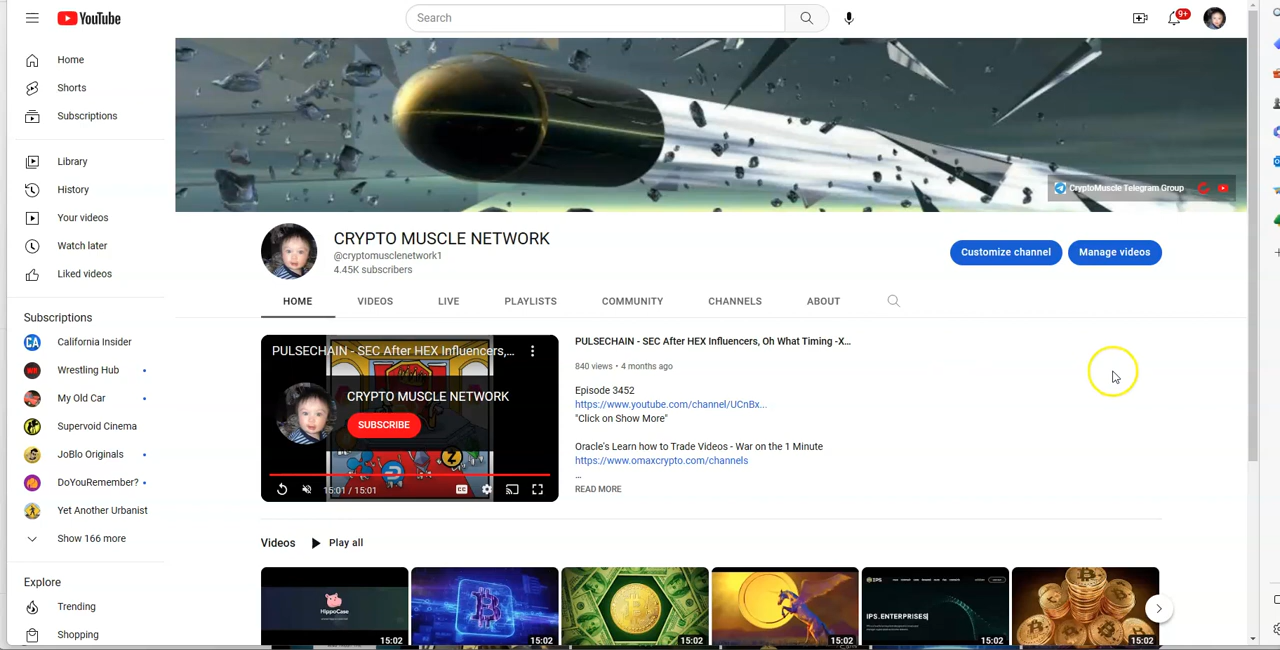 YouTube
Search
9+
Home
Shorts
Subscriptions
Library
History
Your videos
Watch later
Liked videos
Subscriptions
CA California Insider
WH Wrestling Hub
My Old Car
Supervoid Cinema
JoBlo Originals
DoYouRemember?
Yet Another Urbanist
Show 166 more
Explore
Trending
Shopping
CryptoMuscle Telegram Group
CRYPTO MUSCLE NETWORK
@cryptomusclenetwork1
4.45K subscribers
Customize channel
Manage videos
HOME VIDEOS LIVE PLAYLISTS COMMUNITY CHANNELS ABOUT
PULSECHAIN - SEC After HEX Influencers,...
CRYPTO MUSCLE NETWORK
SUBSCRIBE
15:01 / 15:01
CC
PULSECHAIN - SEC After HEX Influencers, Oh What Timing -X...
840 views • 4 months ago
Episode 3452
https://www.youtube.com/channel/UCnBx...
"Click on Show More"
Oracle's Learn how to Trade Videos - War on the 1 Minute
https://www.omaxcrypto.com/channels
...
READ MORE
Videos
Play all
HippoCase
15:02
15:02
15:02
15:02
IPS
IPS.ENTERPRISES
15:02
15:02